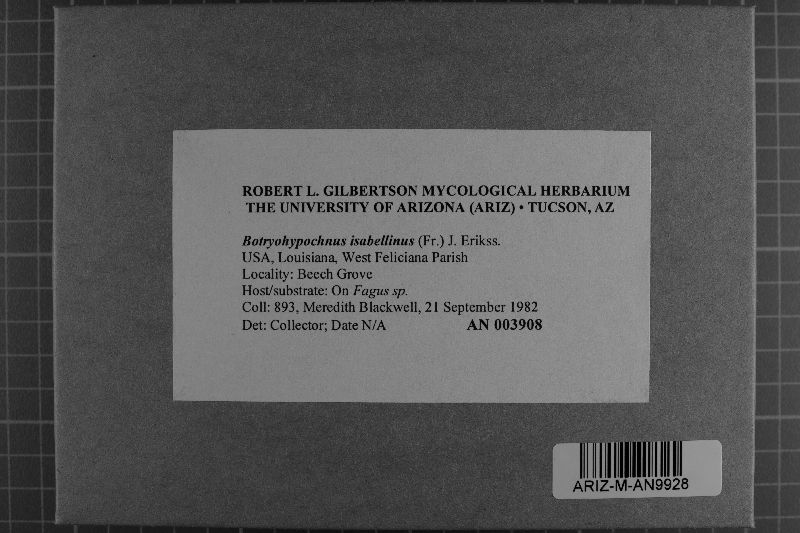 ROBERT L. GILBERTSON MYCOLOGICAL HERBARIUM
THE UNIVERSITY OF ARIZONA (ARIZ) • TUCSON, AZ
Botryohypochnus isabellinus (Fr.) J. Erikss.
USA, Louisiana, West Feliciana Parish
Locality: Beech Grove
Host/substrate: On Fagus sp.
Coll: 893, Meredith Blackwell, 21 September 1982
Det: Collector; Date N/A AN 003908
ARIZ-M-AN9928